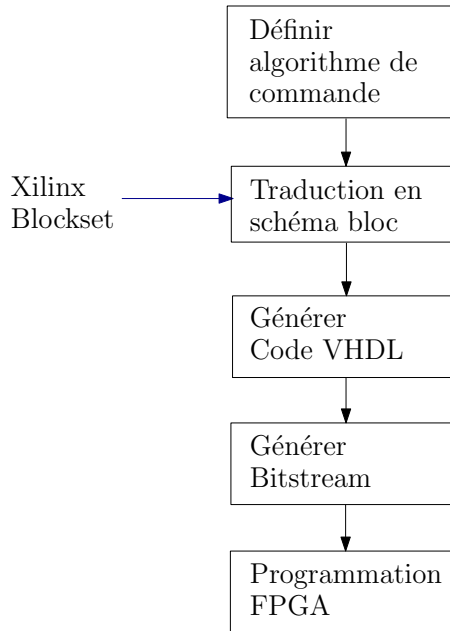 Définir
algorithme de
commande
Xilinx
Blockset
Traduction en
schéma bloc
Générer
Code VHDL
Générer
Bitstream
Programmation
FPGA